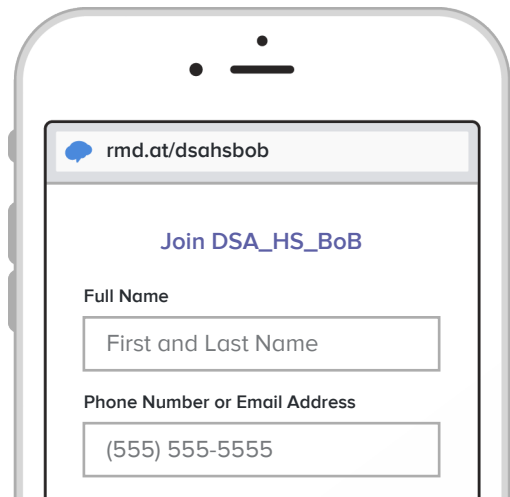 rmd.at/dsahsbob
Join DSA_HS_BoB
Full Name
First and Last Name
Phone Number or Email Address
(555) 555-5555